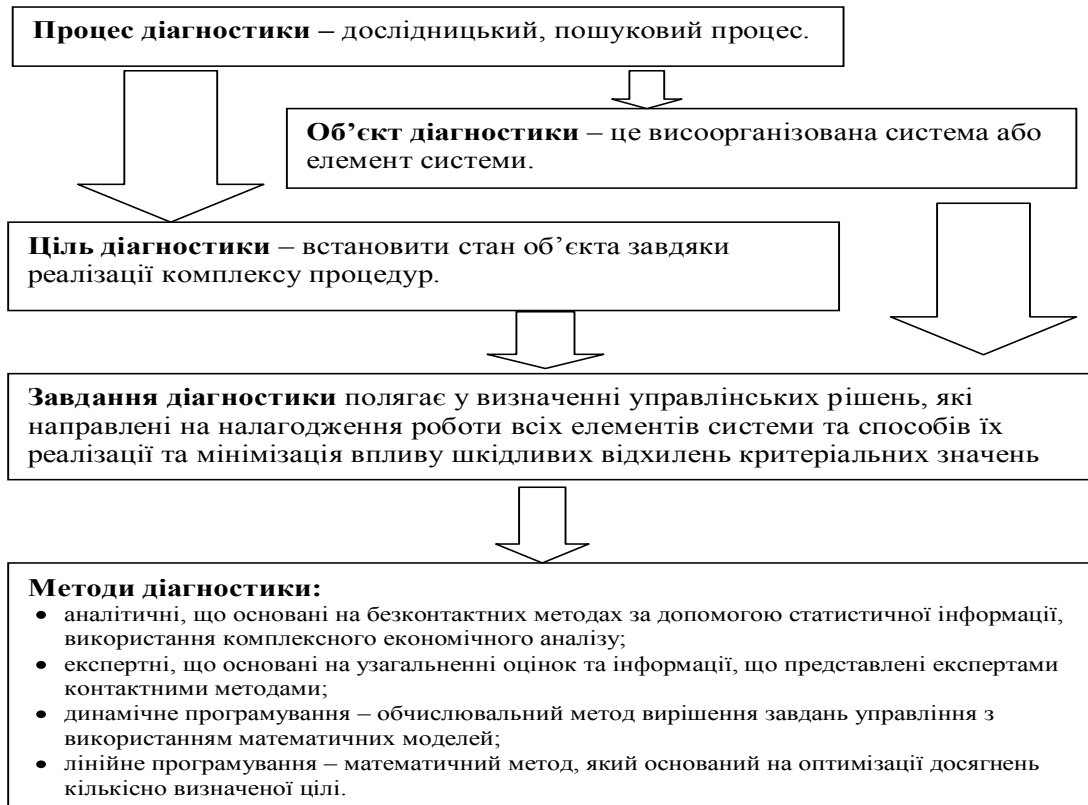 Процес діагностики – дослідницький, пошуковий процес.
Об’єкт діагностики – це висоорганізована система або
елемент системи.
Ціль діагностики – встановити стан об’єкта завдяки
реалізації комплексу процедур.
Завдання діагностики полягає у визначенні управлінських рішень, які
направлені на налагодження роботи всіх елементів системи та способів їх
реалізації та мінімізація впливу шкідливих відхилень критеріальних значень
Методи діагностики:
• аналітичні, що основані на безконтактних методах за допомогою статистичної інформації,
використання комплексного економічного аналізу;
• експертні, що основані на узагальненні оцінок та інформації, що представлені експертами
контактними методами;
• динамічне програмування – обчислювальний метод вирішення завдань управління з
використанням математичних моделей;
• лінійне програмування – математичний метод, який оснований на оптимізації досягнень
кількісно визначеної цілі.